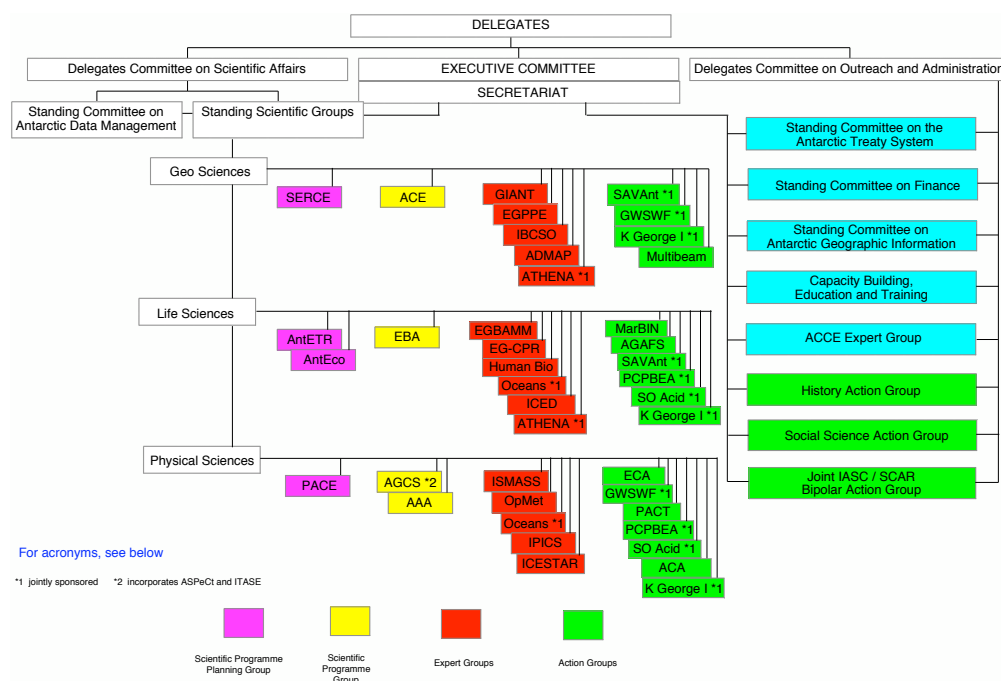 DELEGATES
Delegates Committee on Scientific Affairs
EXECUTIVE COMMITTEE
Delegates Committee on Outreach and Administration
SECRETARIAT
Standing Committee on
Antarctic Data Management
Standing Scientific Groups
Standing Committee on the
Antarctic Treaty System
Standing Committee on Finance
Standing Committee on
Antarctic Geographic Information
Capacity Building,
Education and Training
ACCE Expert Group
History Action Group
Social Science Action Group
Joint IASC / SCAR
Bipolar Action Group
Geo Sciences
SERCE
ACE
GIANT
EGPPE
IBCSO
ADMAP
ATHENA *1
SAVAnt *1
GWSWF *1
K George I *1
Multibeam
Life Sciences
AntETR
AntEco
EBA
EGBAMM
EG-CPR
Human Bio
Oceans *1
ICED
ATHENA *1
MarBIN
AGAFS
SAVAnt *1
PCPBEA *1
SO Acid *1
K George I *1
Physical Sciences
PACE
AGCS *2
AAA
ISMASS
OpMet
Oceans *1
IPICS
ICESTAR
ECA
GWSWF *1
PACT
PCPBEA *1
SO Acid *1
ACA
K George I *1
For acronyms, see below
*1 jointly sponsored *2 incorporates ASPeCt and ITASE
Scientific Programme
Planning Group
Scientific
Programme
Group
Expert Groups
Action Groups